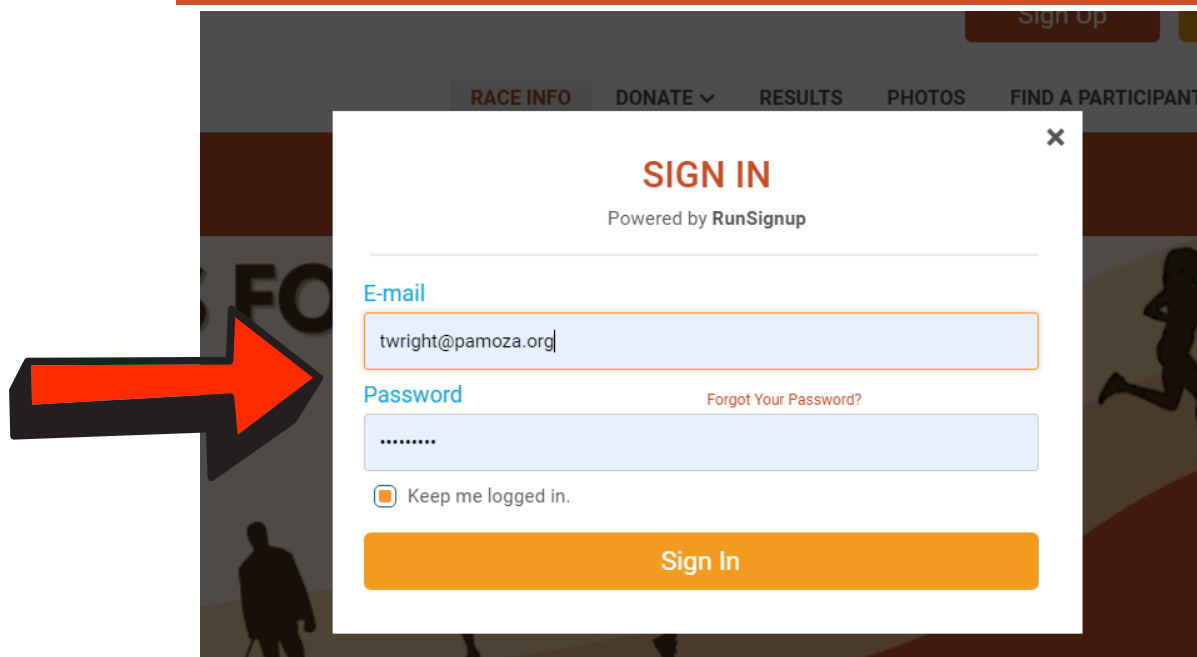 Sign Up
RACE INFO DONATE RESULTS PHOTOS FIND A PARTICIPANT
SIGN IN
Powered by RunSignup
FO
E-mail
twright@pamoza.org
Password Forgot Your Password?
•••••••••
Keep me logged in.
Sign In